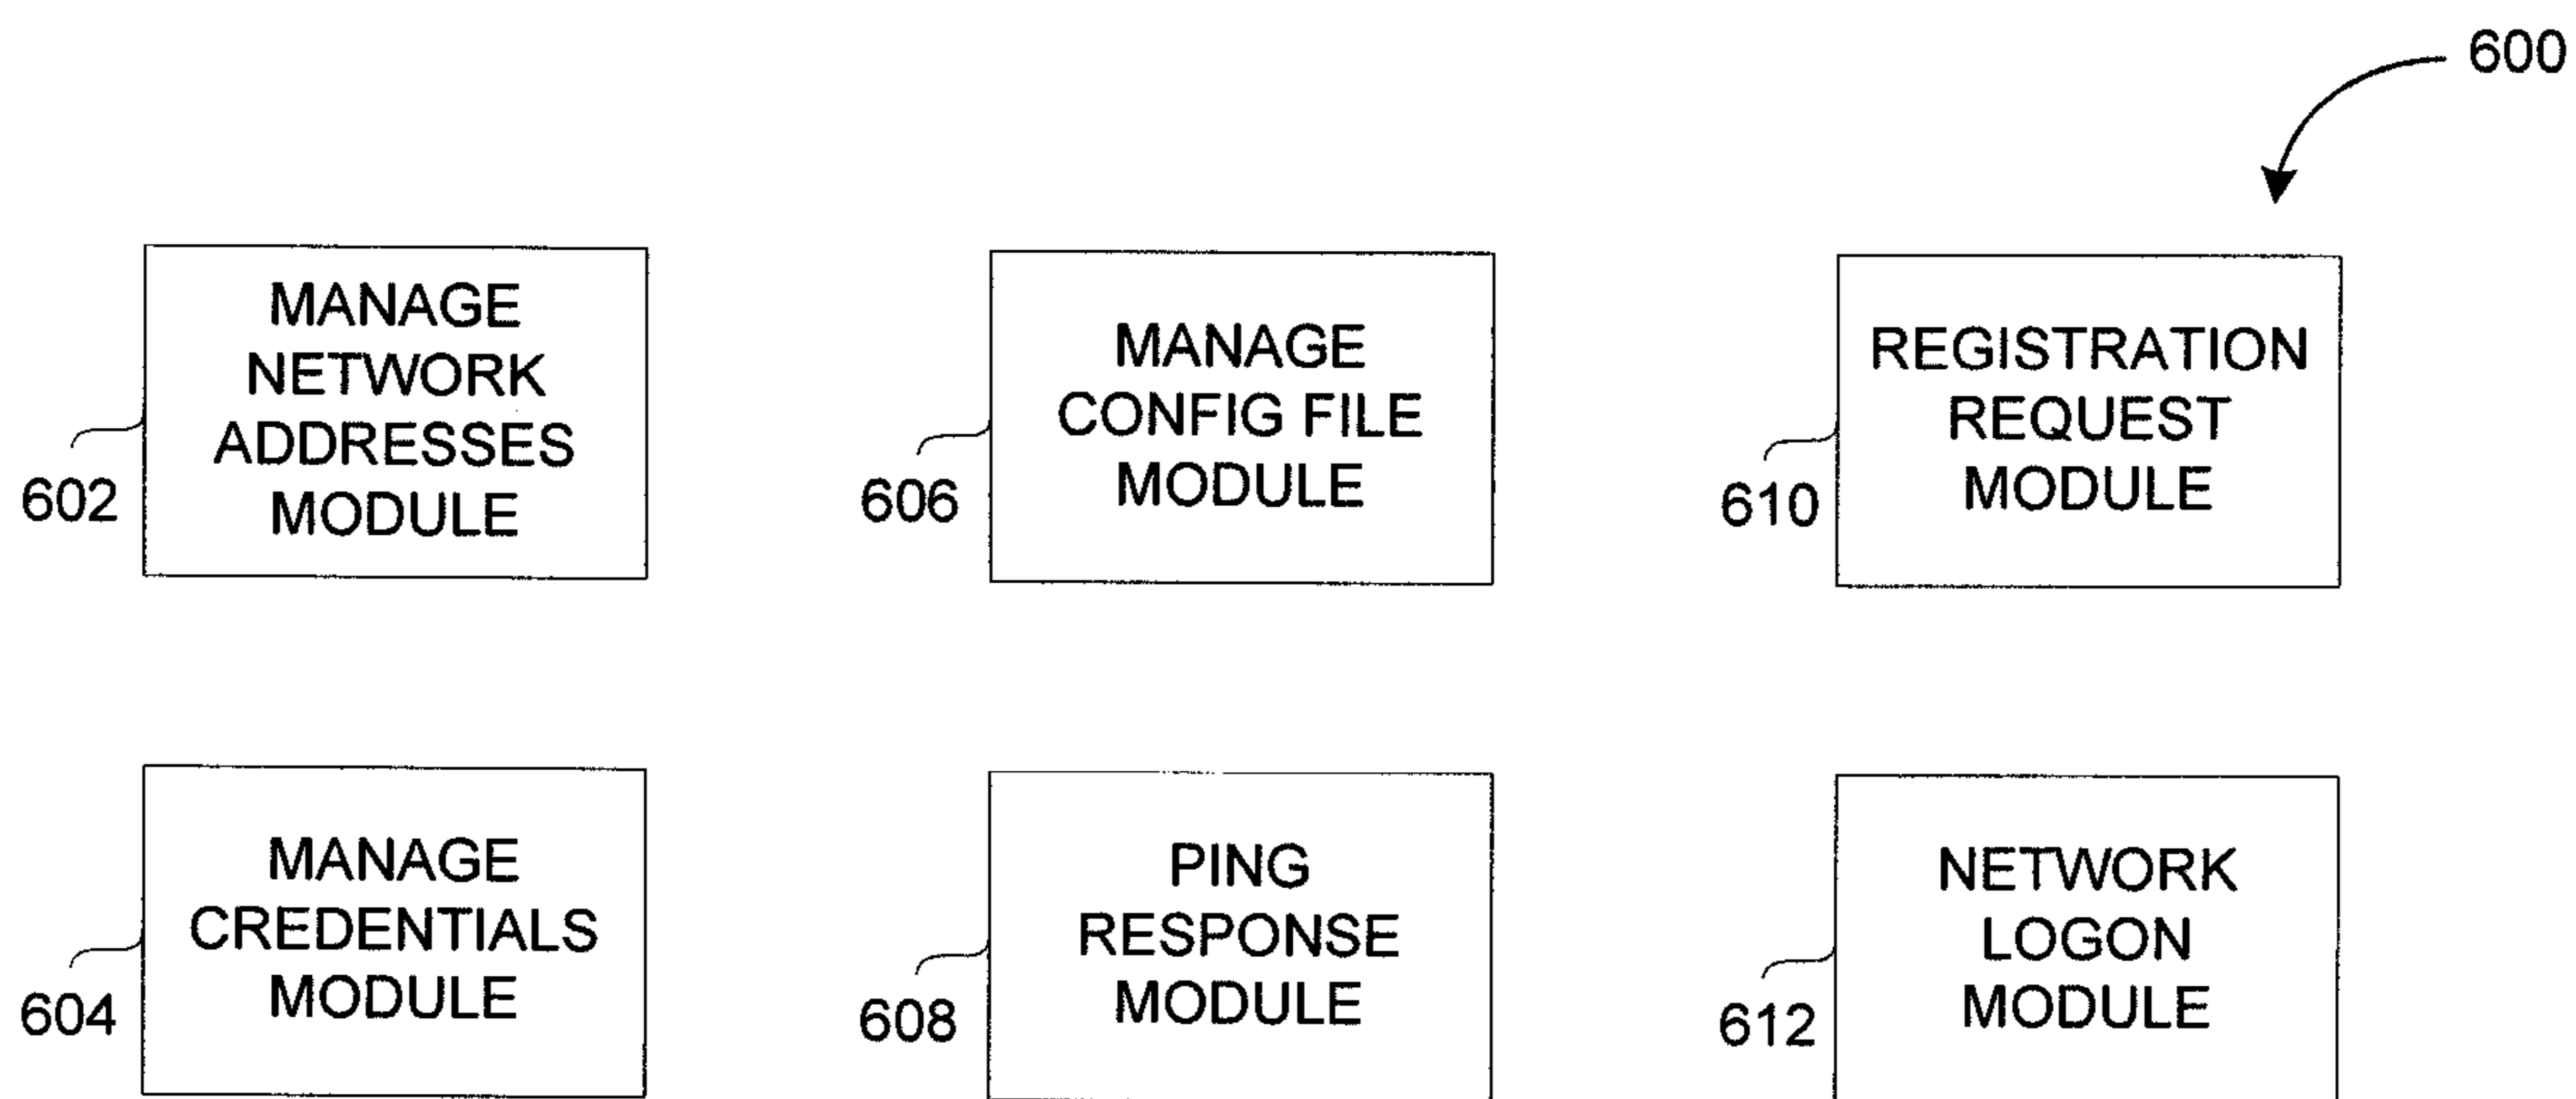 600
MANAGE
NETWORK
ADDRESSES
MODULE
602
MANAGE
CONFIG FILE
MODULE
606
REGISTRATION
REQUEST
MODULE
610
MANAGE
CREDENTIALS
MODULE
604
PING
RESPONSE
MODULE
608
NETWORK
LOGON
MODULE
612